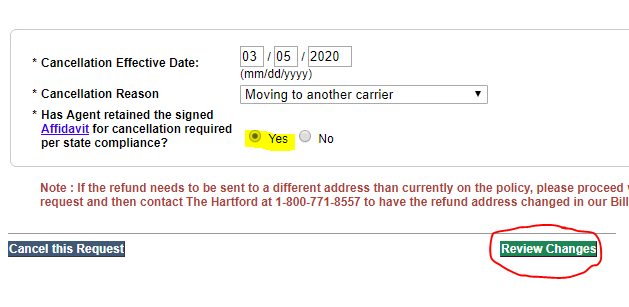 * Cancellation Effective Date: 03 / 05 / 2020
(mm/dd/yyyy)
* Cancellation Reason Moving to another carrier
* Has Agent retained the signed
Affidavit for cancellation required
per state compliance? Yes No
Note : If the refund needs to be sent to a different address than currently on the policy, please proceed
request and then contact The Hartford at 1-800-771-8557 to have the refund address changed in our Bill
Cancel this Request Review Changes